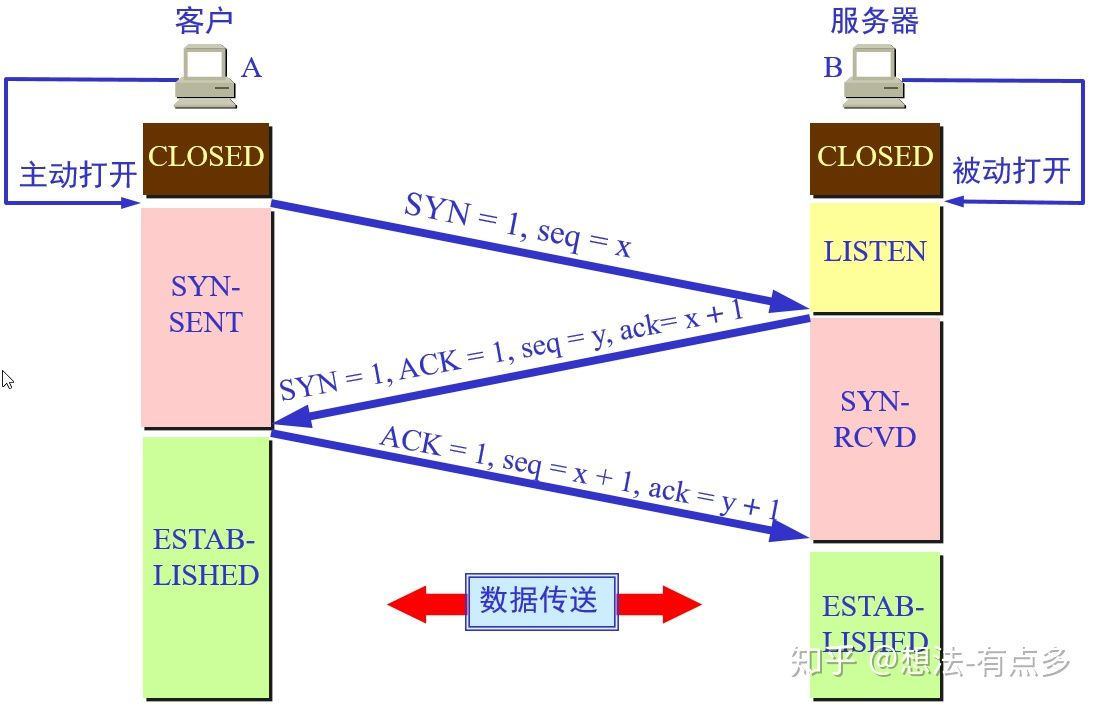 客户
服务器
A
B
CLOSED
CLOSED
主动打开
被动打开
SYN = 1, seq = x
LISTEN
SYN-
SENT
SYN = 1, ACK = 1, seq = y, ack= x + 1
SYN-
RCVD
ACK = 1, seq = x + 1, ack = y + 1
ESTAB-
LISHED
数据传送
ESTAB-
LISHED
知乎 @想法-有点多